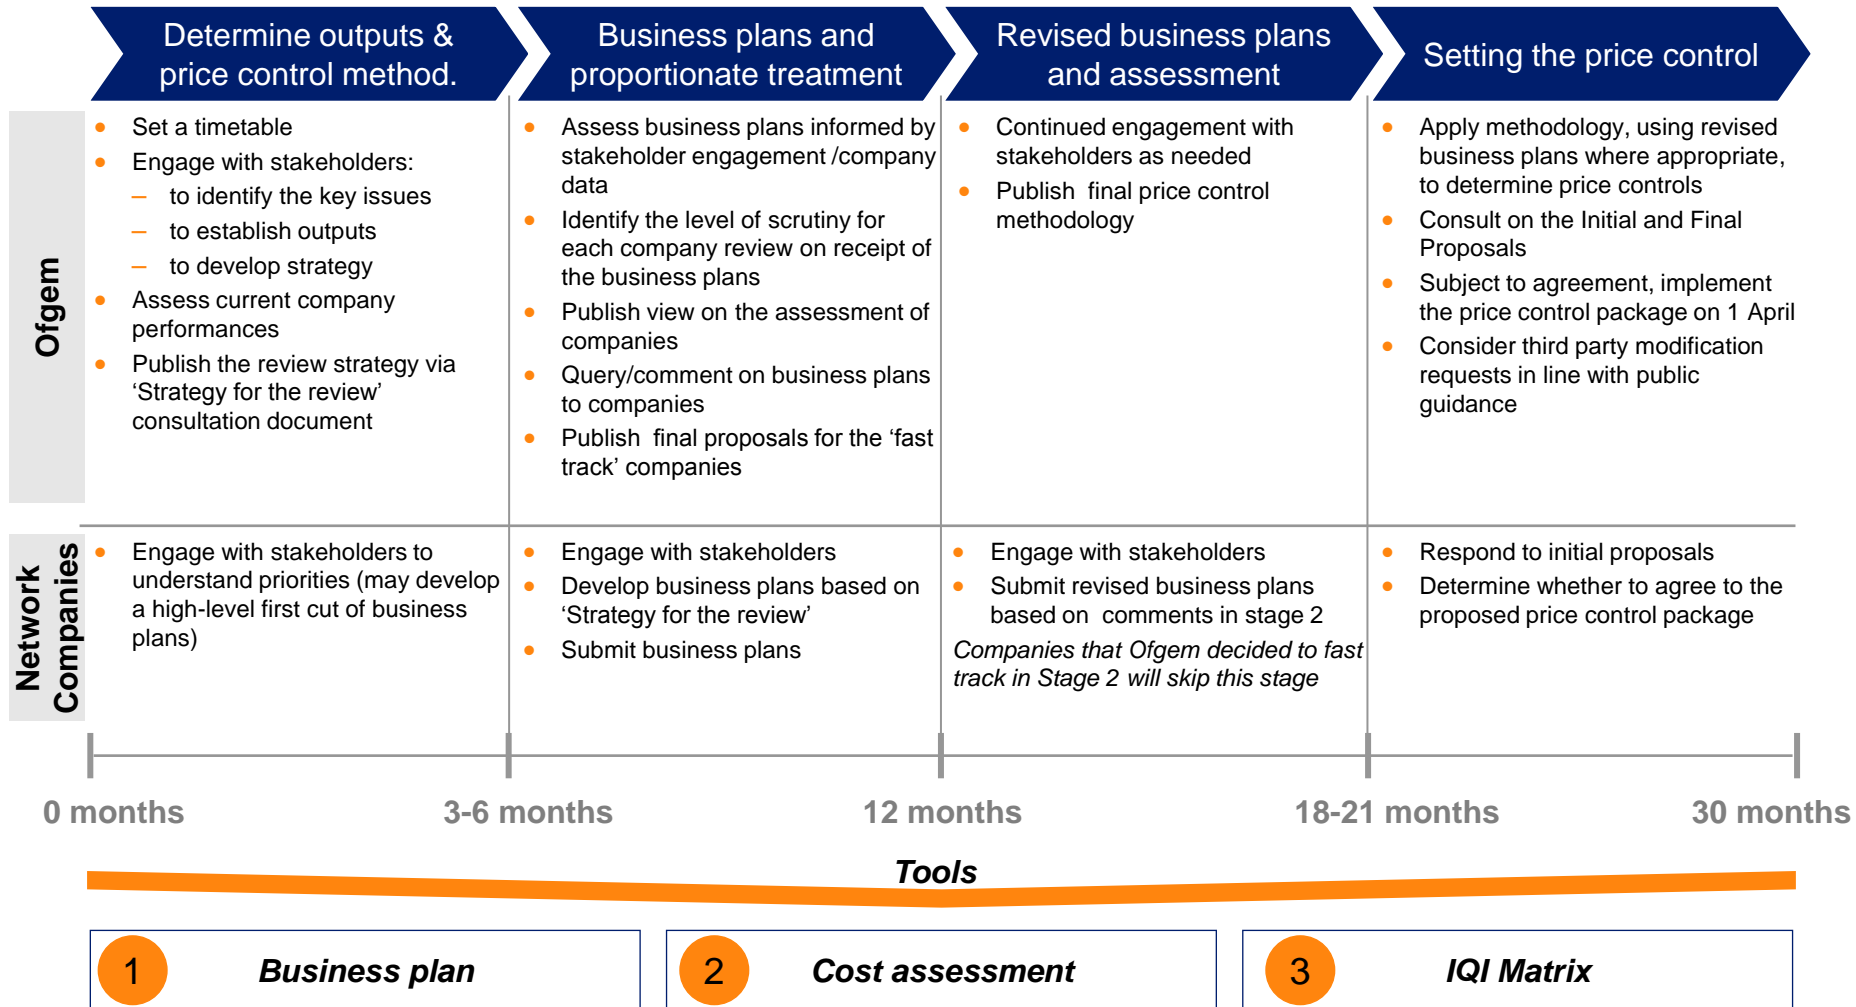 Determine outputs &
price control method.
Business plans and
proportionate treatment
Revised business plans
and assessment
Setting the price control
Ofgem
• Set a timetable
• Engage with stakeholders:
– to identify the key issues
– to establish outputs
– to develop strategy
• Assess current company
performances
• Publish the review strategy via
‘Strategy for the review’
consultation document
• Assess business plans informed by
stakeholder engagement /company
data
• Identify the level of scrutiny for
each company review on receipt of
the business plans
• Publish view on the assessment of
companies
• Query/comment on business plans
to companies
• Publish final proposals for the ‘fast
track’ companies
• Continued engagement with
stakeholders as needed
• Publish final price control
methodology
• Apply methodology, using revised
business plans where appropriate,
to determine price controls
• Consult on the Initial and Final
Proposals
• Subject to agreement, implement
the price control package on 1 April
• Consider third party modification
requests in line with public
guidance
Network
Companies
• Engage with stakeholders to
understand priorities (may develop
a high-level first cut of business
plans)
• Engage with stakeholders
• Develop business plans based on
‘Strategy for the review’
• Submit business plans
• Engage with stakeholders
• Submit revised business plans
based on comments in stage 2
Companies that Ofgem decided to fast
track in Stage 2 will skip this stage
• Respond to initial proposals
• Determine whether to agree to the
proposed price control package
0 months
3-6 months
12 months
18-21 months
30 months
Tools
1 Business plan
2 Cost assessment
3 IQI Matrix